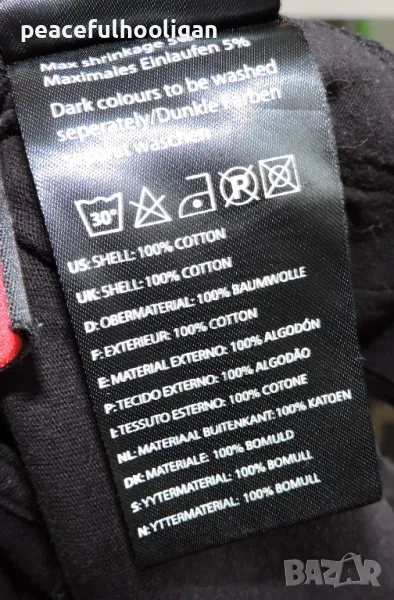 peacefulhooligan
Max shrinkage 5%
Maximales Einlaufen 5%
Dark colours to be washed
seperately/Dunkle Farben
separat waschen
30°
R
US: SHELL: 100% COTTON
UK: SHELL: 100% COTTON
D: OBERMATERIAL: 100% BAUMWOLLE
F: EXTERIEUR: 100% COTTON
E: MATERIAL EXTERNO: 100% ALGODÓN
P: TECIDO EXTERNO: 100% ALGODÃO
I: TESSUTO ESTERNO: 100% COTONE
NL: MATERIAAL BUITENKANT: 100% KATOEN
DK: MATERIALE: 100% BOMULD
S: YYTERMATERIAL: 100% BOMULL
N: YTTERMATERIAL: 100% BOMULL
BAZAR